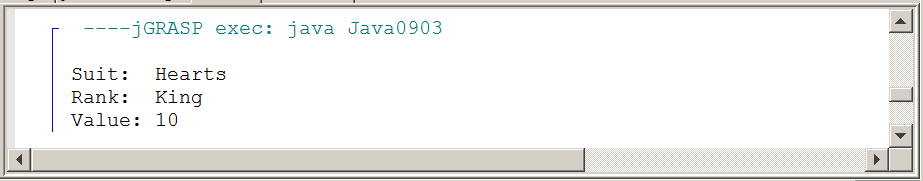 ----jGRASP exec: java Java0903
Suit:  Hearts
Rank:  King
Value: 10